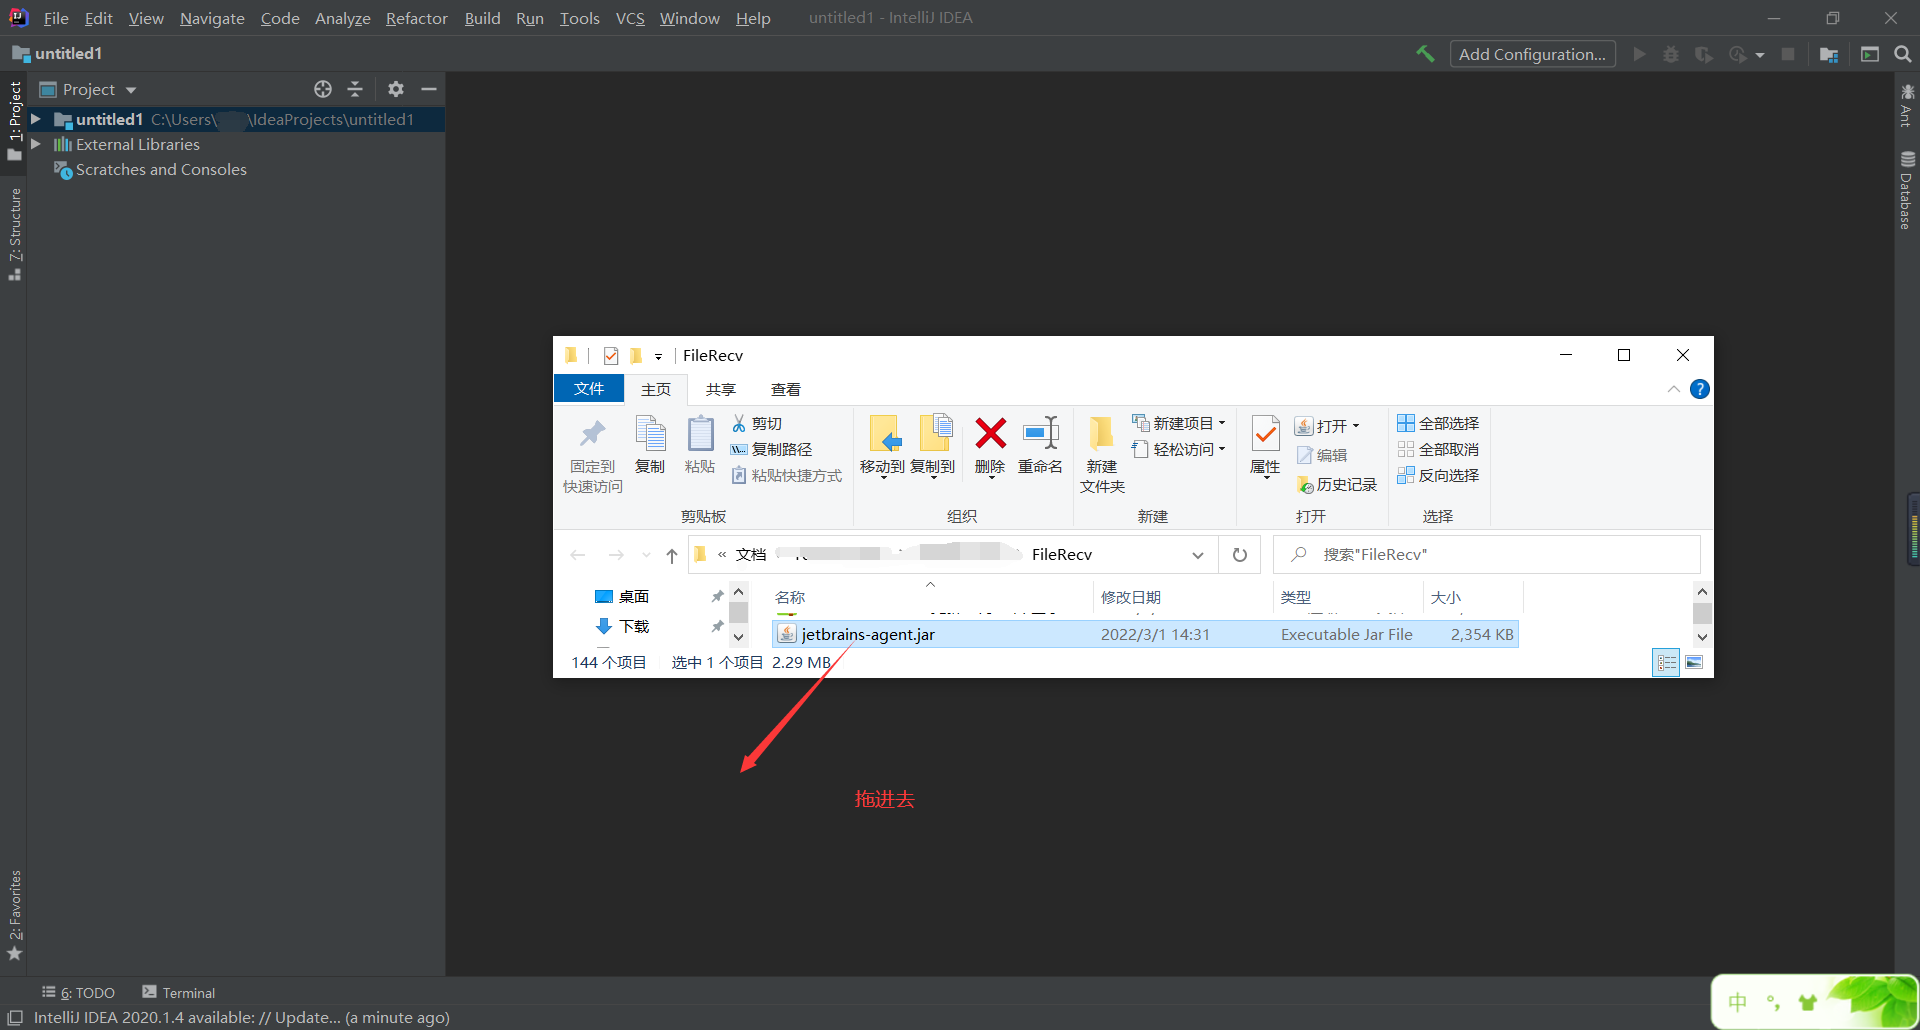 File Edit View Navigate Code Analyze Refactor Build Run Tools VCS Window Help untitled1 - IntelliJ IDEA
untitled1
Add Configuration...
Project
1: Project
7: Structure
2: Favorites
untitled1 C:\Users\ \IdeaProjects\untitled1
External Libraries
Scratches and Consoles
Ant
Database
FileRecv
文件 主页 共享 查看
固定到
快速访问
复制
粘贴
剪切
复制路径
粘贴快捷方式
剪贴板
移动到
复制到
删除
重命名
组织
新建
文件夹
新建项目
轻松访问
新建
属性
打开
编辑
历史记录
打开
全部选择
全部取消
反向选择
选择
« 文档 FileRecv
搜索"FileRecv"
桌面
下载
名称 修改日期 类型 大小
jetbrains-agent.jar 2022/3/1 14:31 Executable Jar File 2,354 KB
144 个项目 选中 1 个项目 2.29 MB
拖进去
6: TODO Terminal
IntelliJ IDEA 2020.1.4 available: // Update... (a minute ago)
中 °,